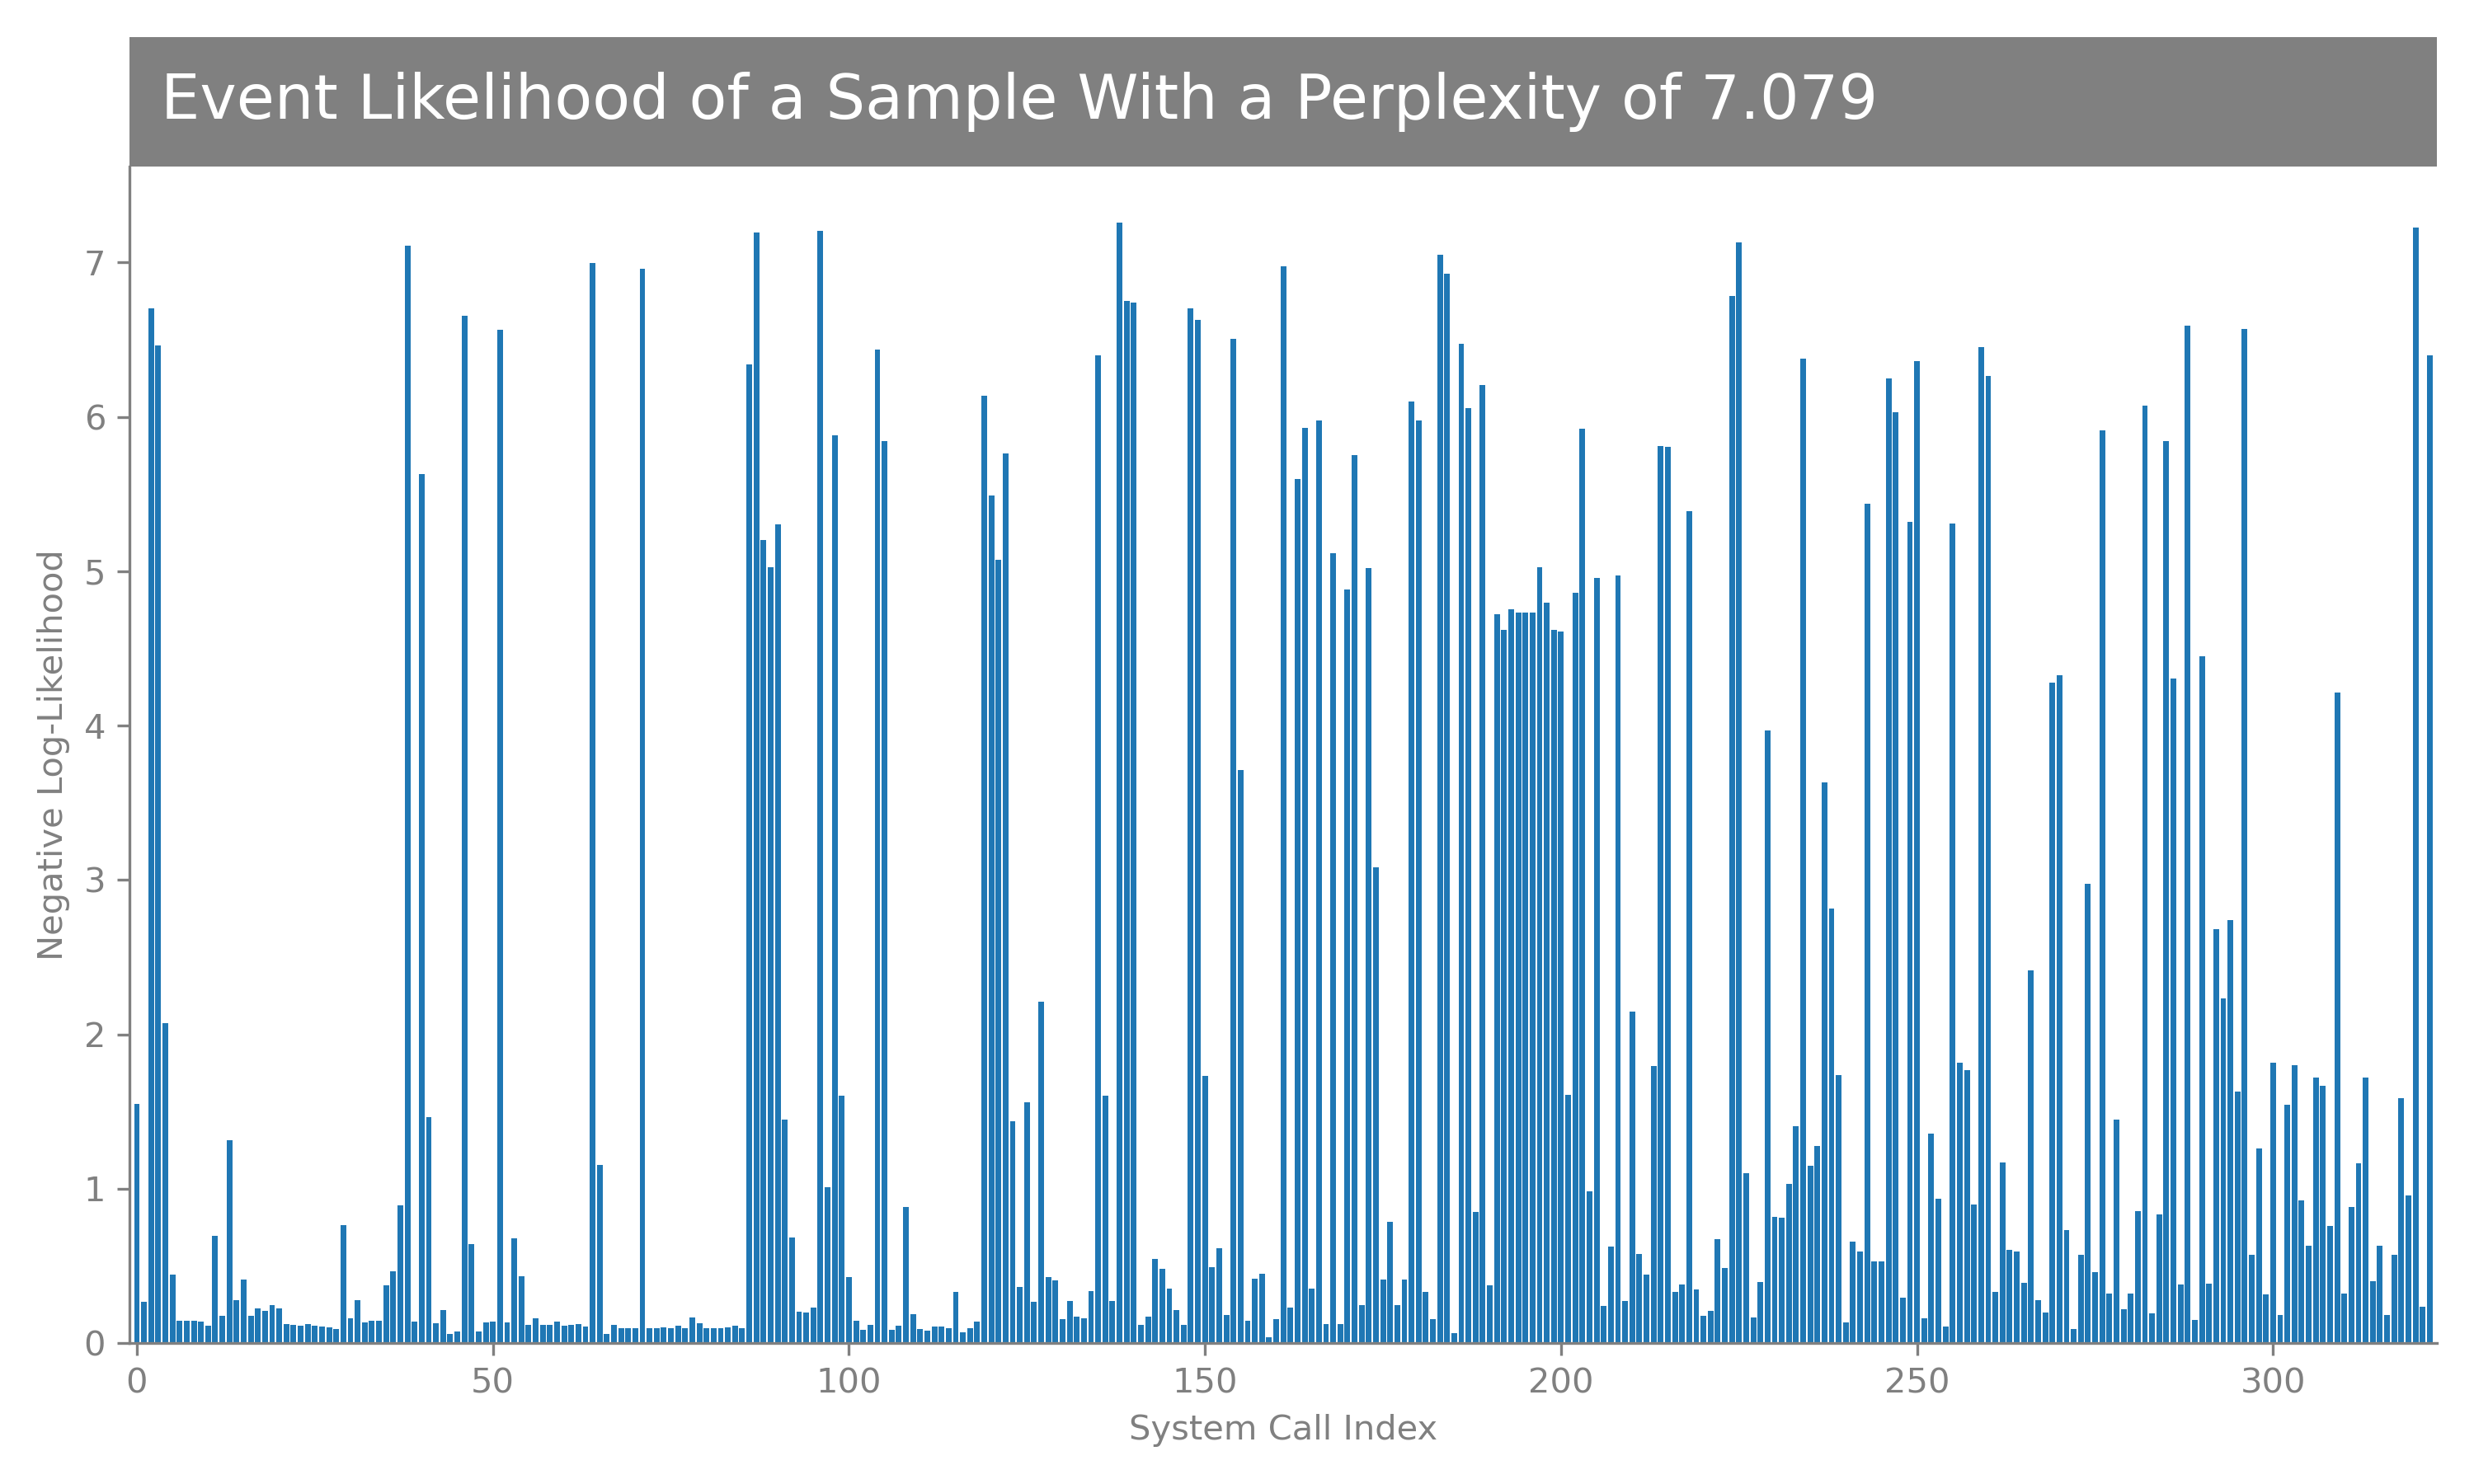 Event Likelihood of a Sample With a Perplexity of 7.079
Negative Log-Likelihood
7
6
5
4
3
2
1
0
0 50 100 150 200 250 300
System Call Index